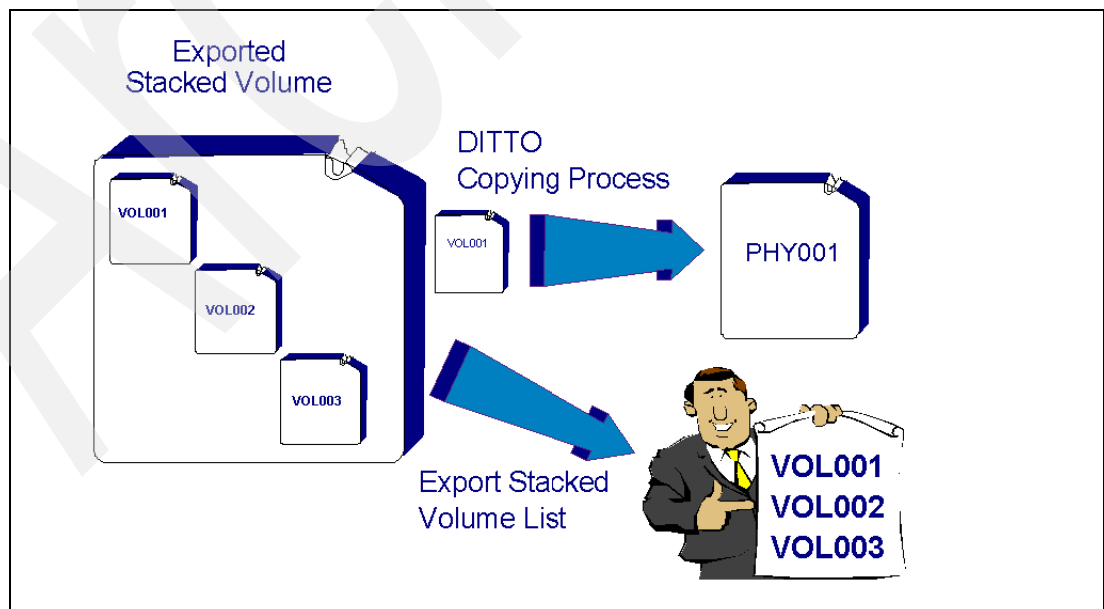 Exported
Stacked Volume
VOL001
VOL002
VOL003
DITTO
Copying Process
VOL001
PHY001
Export Stacked
Volume List
VOL001
VOL002
VOL003